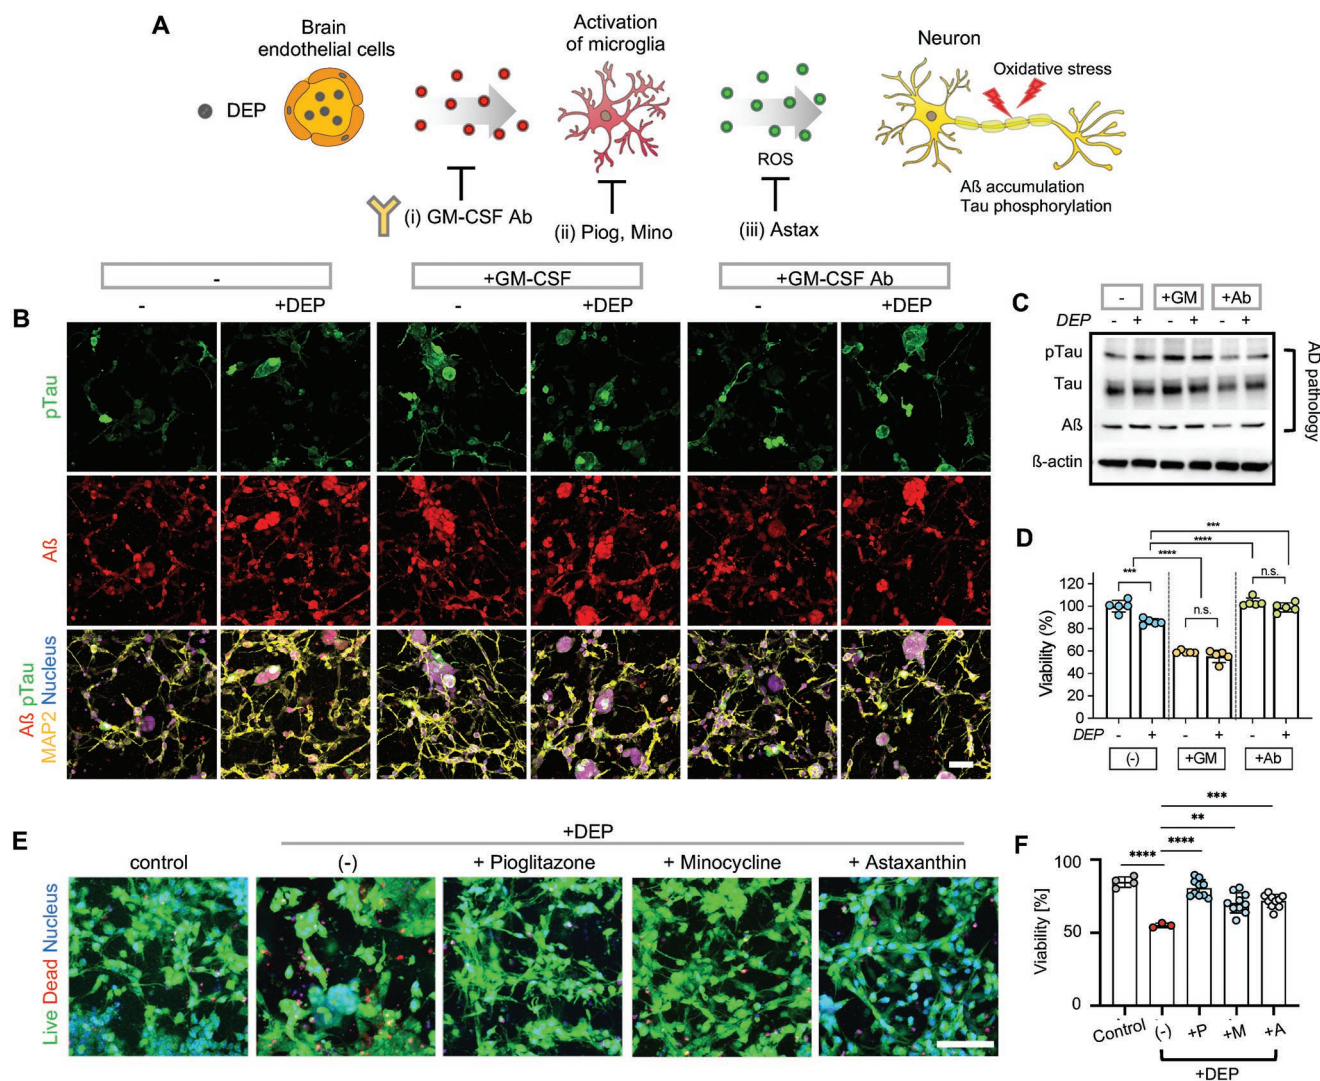 A
Brain
endothelial cells
DEP
Activation
of microglia
Neuron
Oxidative stress
ROS
Aß accumulation
Tau phosphorylation
(i) GM-CSF Ab
(ii) Piog, Mino
(iii) Astax
B
- +GM-CSF +GM-CSF Ab
- +DEP - +DEP - +DEP
pTau
Aß
Aß pTau
MAP2 Nucleus
C
- +GM +Ab
DEP - + - + - +
pTau
Tau
Aß
ß-actin
AD pathology
D
***
****
****
***
n.s.
n.s.
Viability (%)
120
100
80
60
40
20
0
DEP - + - + - +
(-) +GM +Ab
E
+DEP
control (-) + Pioglitazone + Minocycline + Astaxanthin
Live Dead Nucleus
F
***
**
**** ****
Viability [%]
100
50
0
Control (-) +P +M +A
+DEP